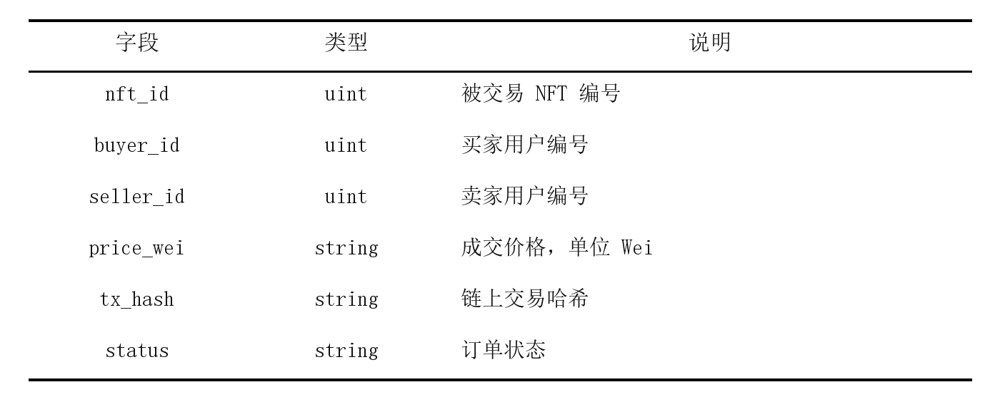 字段 类型 说明
nft_id uint 被交易 NFT 编号
buyer_id uint 买家用户编号
seller_id uint 卖家用户编号
price_wei string 成交价格，单位 Wei
tx_hash string 链上交易哈希
status string 订单状态